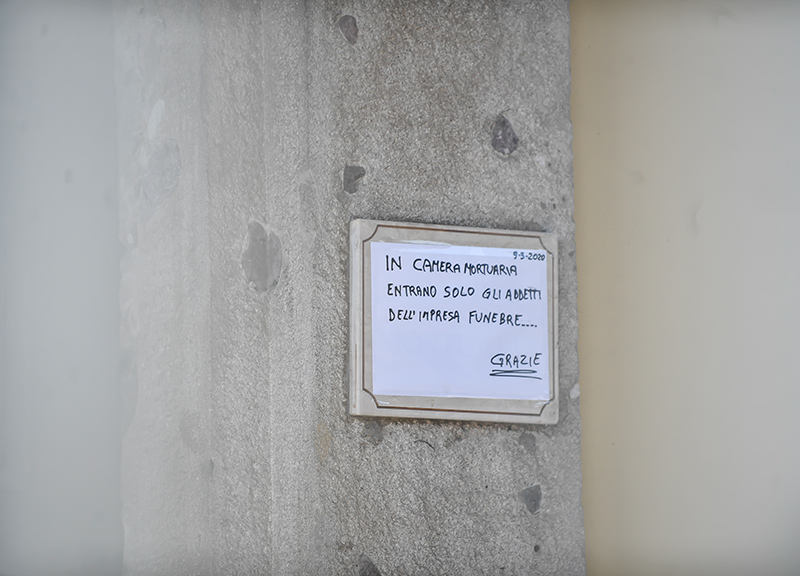 9-3-2020
IN CAMERA MORTUARIA
ENTRANO SOLO GLI ADDETTI
DELL'IMPRESA FUNEBRE....
GRAZIE